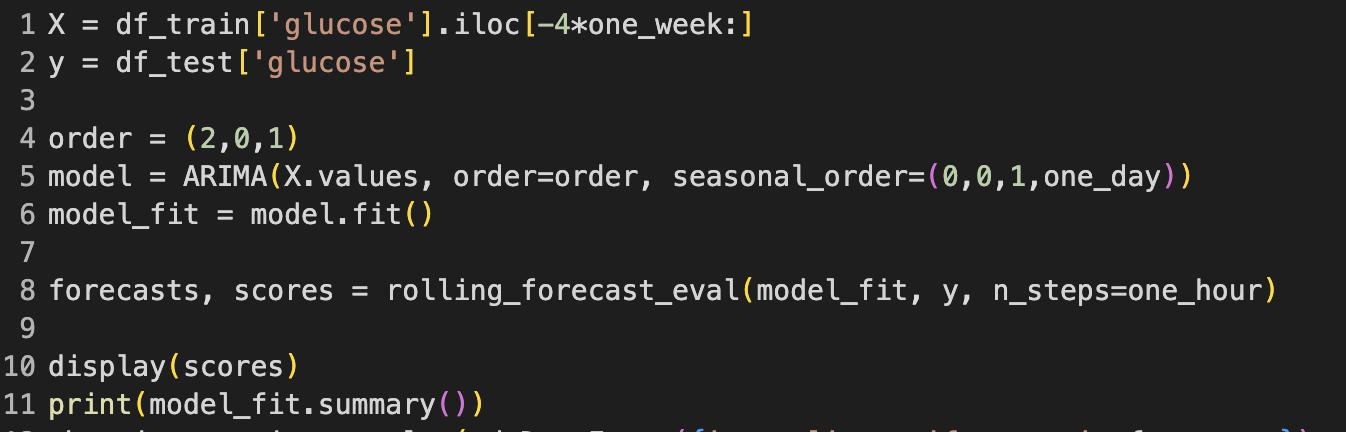 1 X = df_train['glucose'].iloc[-4*one_week:]
2 y = df_test['glucose']
3
4 order = (2,0,1)
5 model = ARIMA(X.values, order=order, seasonal_order=(0,0,1,one_day))
6 model_fit = model.fit()
7
8 forecasts, scores = rolling_forecast_eval(model_fit, y, n_steps=one_hour)
9
10 display(scores)
11 print(model_fit.summary())